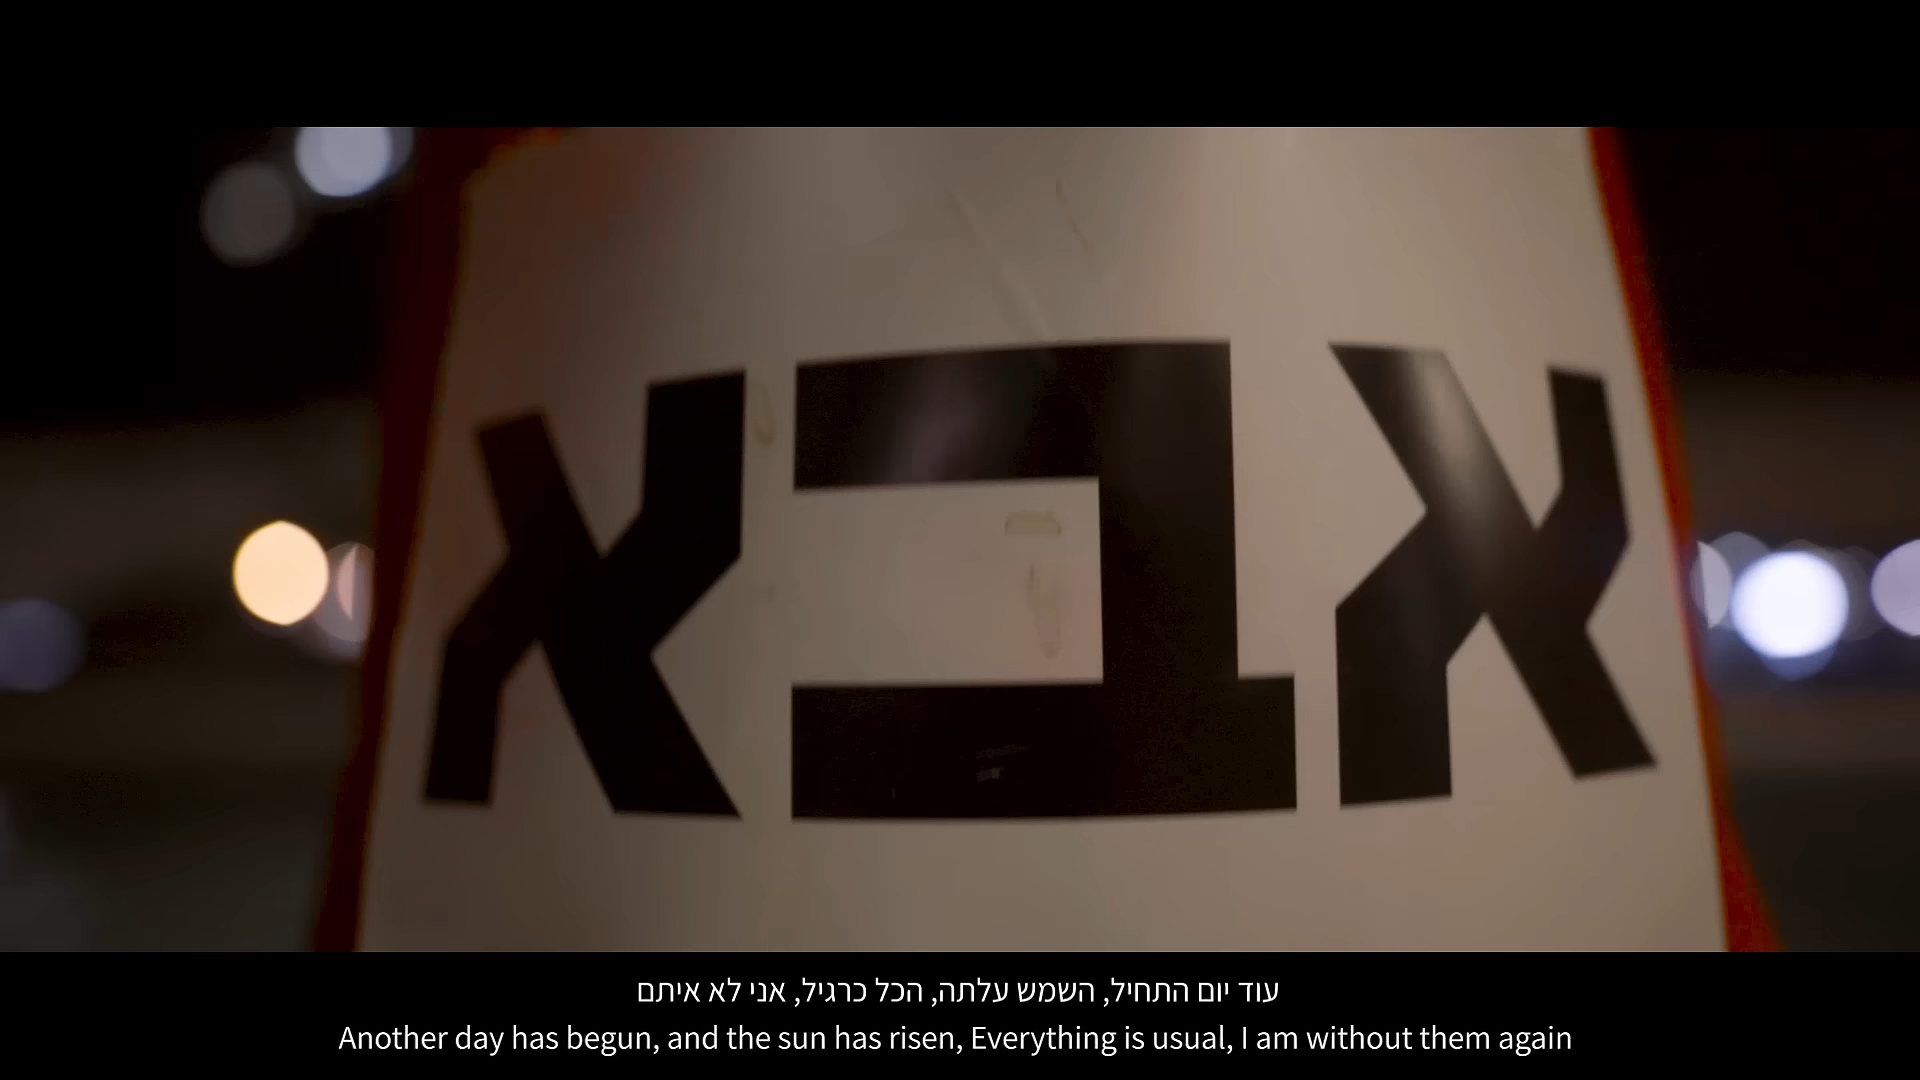 אבא
עוד יום התחיל, השמש עלתה, הכל כרגיל, אני לא איתם
Another day has begun, and the sun has risen, Everything is usual, I am without them again